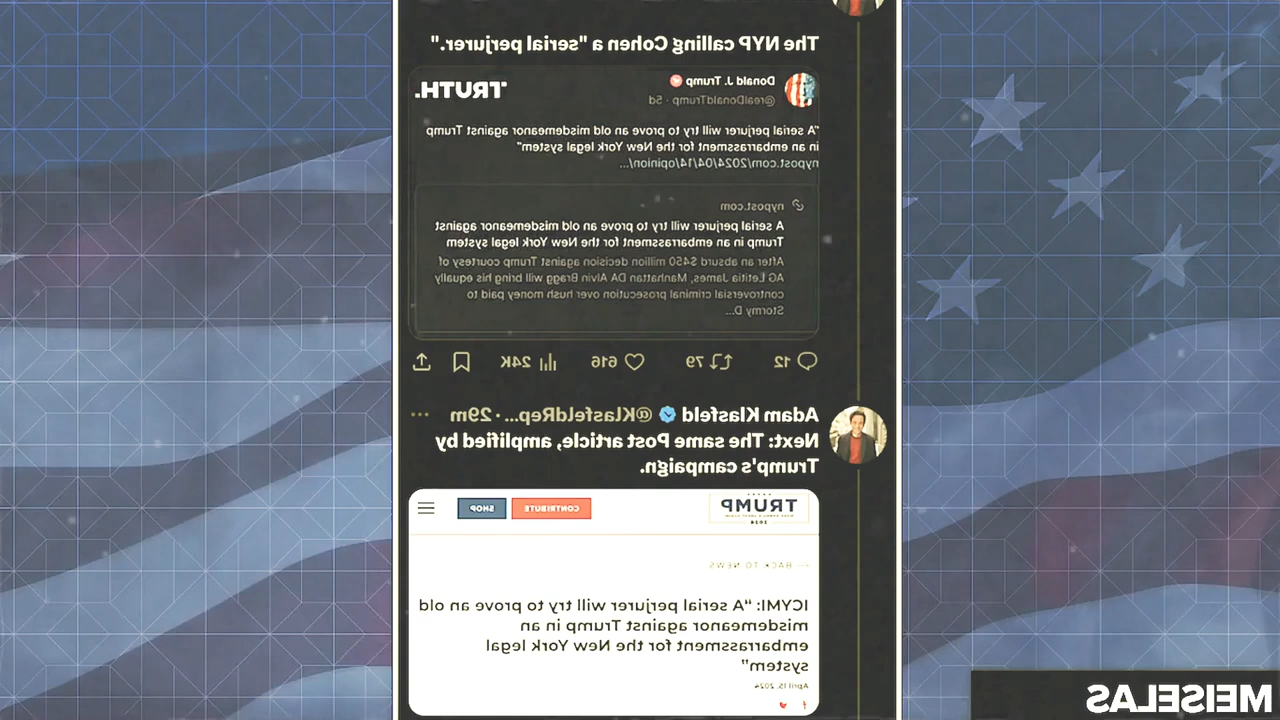 The NYP calling Cohen a "serial perjurer."
Donald J. Trump
@realDonaldTrump · 5d
TRUTH.
"A serial perjurer will try to prove an old misdemeanor against Trump
in an embarrassment for the New York legal system"
nypost.com/2024/04/14/opinion/...
nypost.com
A serial perjurer will try to prove an old misdemeanor against
Trump in an embarrassment for the New York legal system
After an absurd $450 million decision against Trump courtesy of
AG Letitia James, Manhattan DA Alvin Bragg will bring his equally
controversial criminal prosecution over hush money paid to
Stormy D...
12 79 616 24K
Adam Klasfeld @KlasfeldRep... · 29m
Next: The same Post article, amplified by
Trump's campaign.
TRUMP
2024
CONTRIBUTE
SHOP
BACK TO NEWS
ICYMI: "A serial perjurer will try to prove an old
misdemeanor against Trump in an
embarrassment for the New York legal
system"
April 15, 2024
MEISELAS